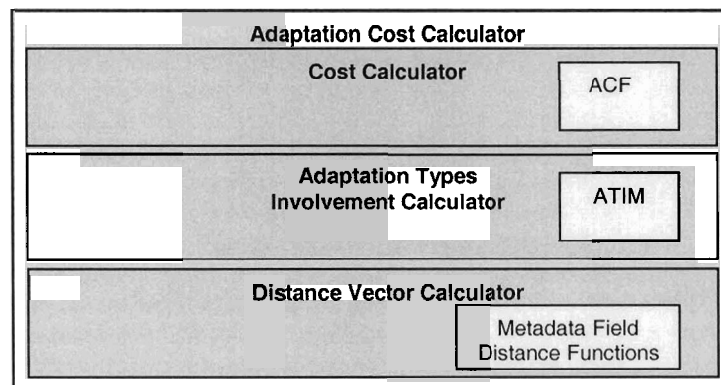 Adaptation Cost Calculator
Cost Calculator
ACF
Adaptation Types
Involvement Calculator
ATIM
Distance Vector Calculator
Metadata Field
Distance Functions